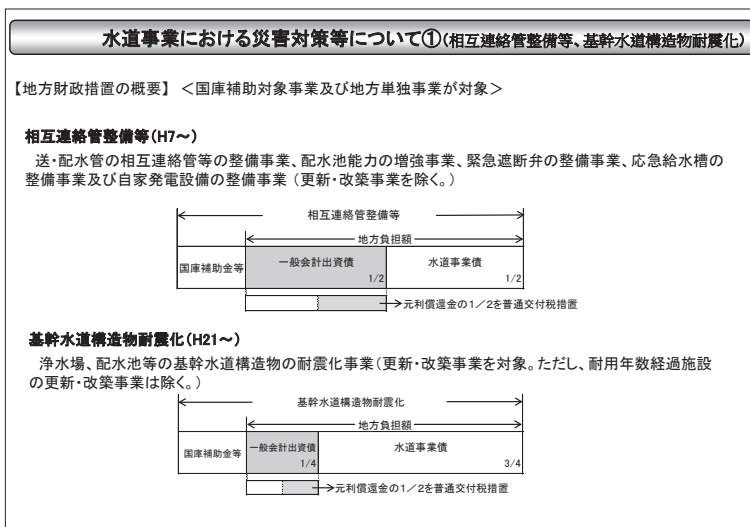 水道事業における災害対策等について①(相互連絡管整備等、基幹水道構造物耐震化)
【地方財政措置の概要】 <国庫補助対象事業及び地方単独事業が対象>
相互連絡管整備等(H7~)
送・配水管の相互連絡管等の整備事業、配水池能力の増強事業、緊急遮断弁の整備事業、応急給水槽の
整備事業及び自家発電設備の整備事業 (更新・改築事業を除く。)
相互連絡管整備等
地方負担額
国庫補助金等
一般会計出資債
1/2
水道事業債
1/2
元利償還金の1/2を普通交付税措置
基幹水道構造物耐震化(H21~)
浄水場、配水池等の基幹水道構造物の耐震化事業(更新・改築事業を対象。ただし、耐用年数経過施設
の更新・改築事業は除く。)
基幹水道構造物耐震化
地方負担額
国庫補助金等
一般会計出資債
1/4
水道事業債
3/4
元利償還金の1/2を普通交付税措置